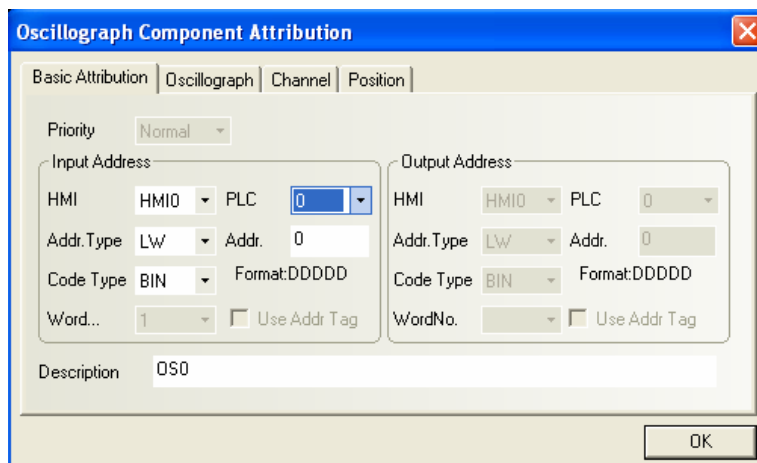 Oscillograph Component Attribution
Basic Attribution Oscillograph Channel Position
Priority Normal
Input Address
HMI HMI0 PLC 0
Addr.Type LW Addr. 0
Code Type BIN Format:DDDDD
Word... 1 Use Addr Tag
Output Address
HMI HMI0 PLC 0
Addr.Type LW Addr. 0
Code Type BIN Format:DDDDD
WordNo. Use Addr Tag
Description OS0
OK